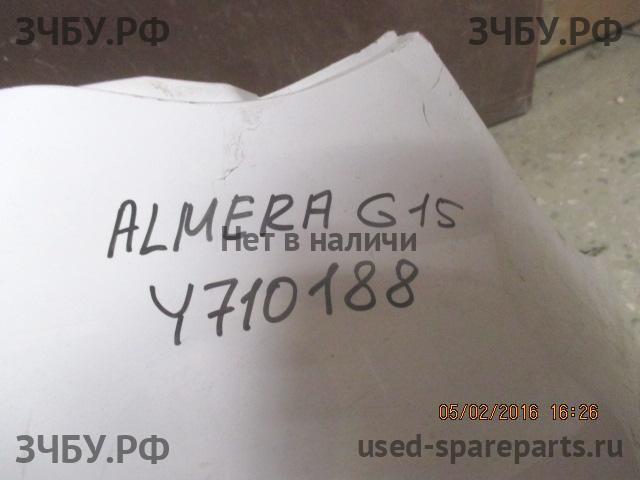 ЗЧБУ.РФ ЗЧБУ.РФ
ALMERA G15
Нет в наличи
Y710188
05/02/2016 16:26
ЗЧБУ.РФ used-spareparts.ru